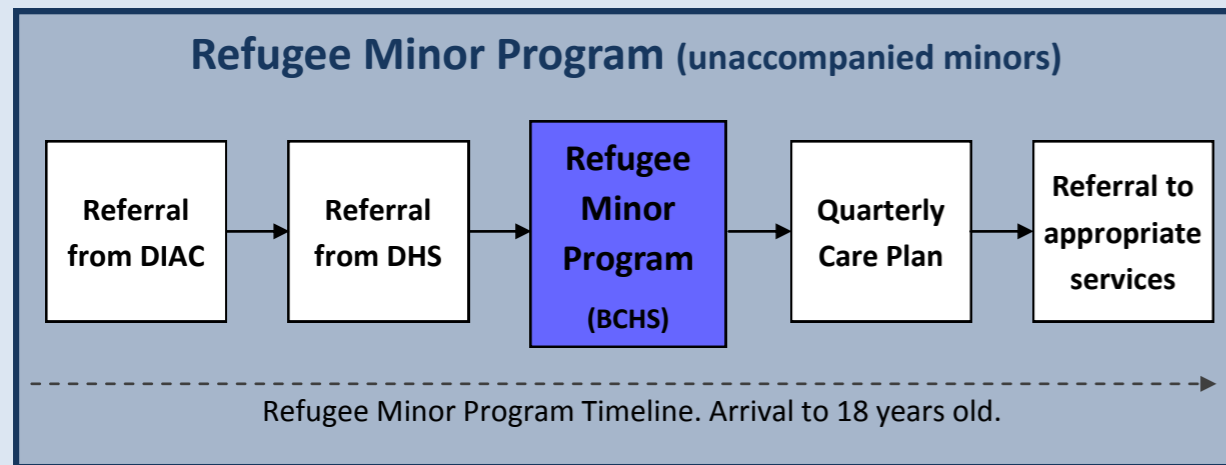 Refugee Minor Program (unaccompanied minors)
Referral
from DIAC
Referral
from DHS
Refugee
Minor
Program
(BCHS)
Quarterly
Care Plan
Referral to
appropriate
services
Refugee Minor Program Timeline. Arrival to 18 years old.